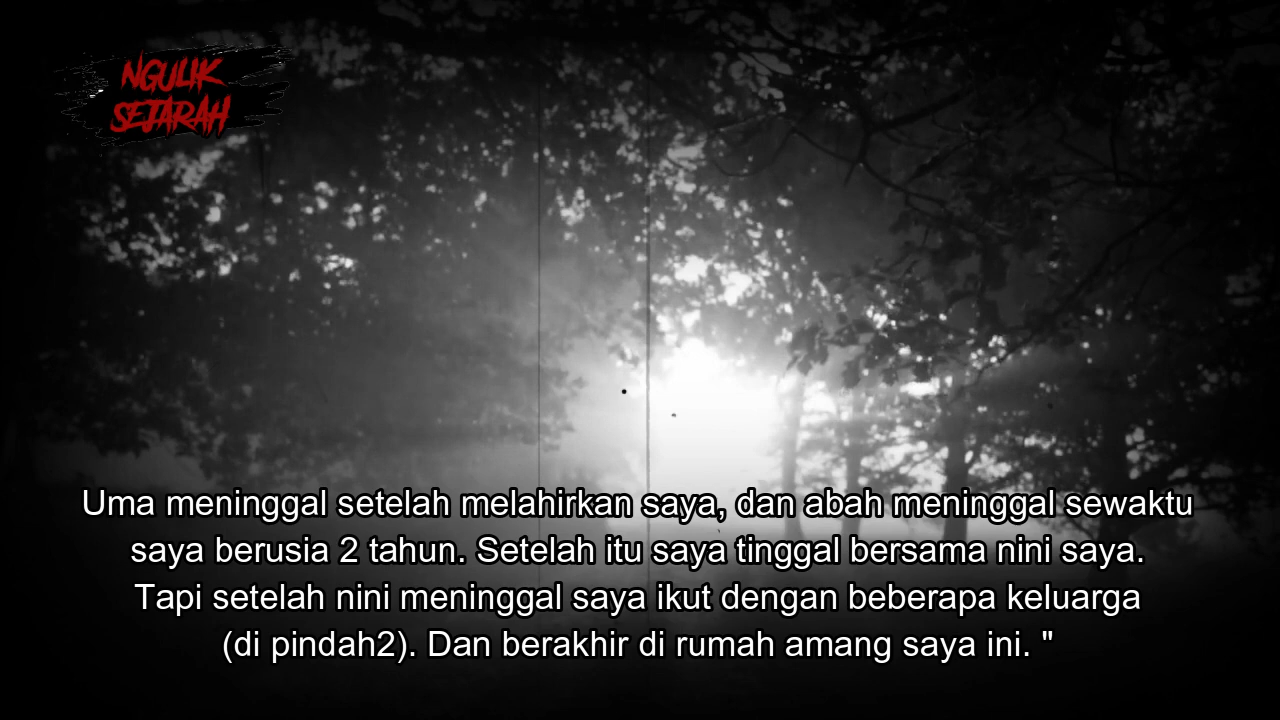 NGULIK
SEJARAH
Uma meninggal setelah melahirkan saya, dan abah meninggal sewaktu
saya berusia 2 tahun. Setelah itu saya tinggal bersama nini saya.
Tapi setelah nini meninggal saya ikut dengan beberapa keluarga
(di pindah2). Dan berakhir di rumah amang saya ini. "